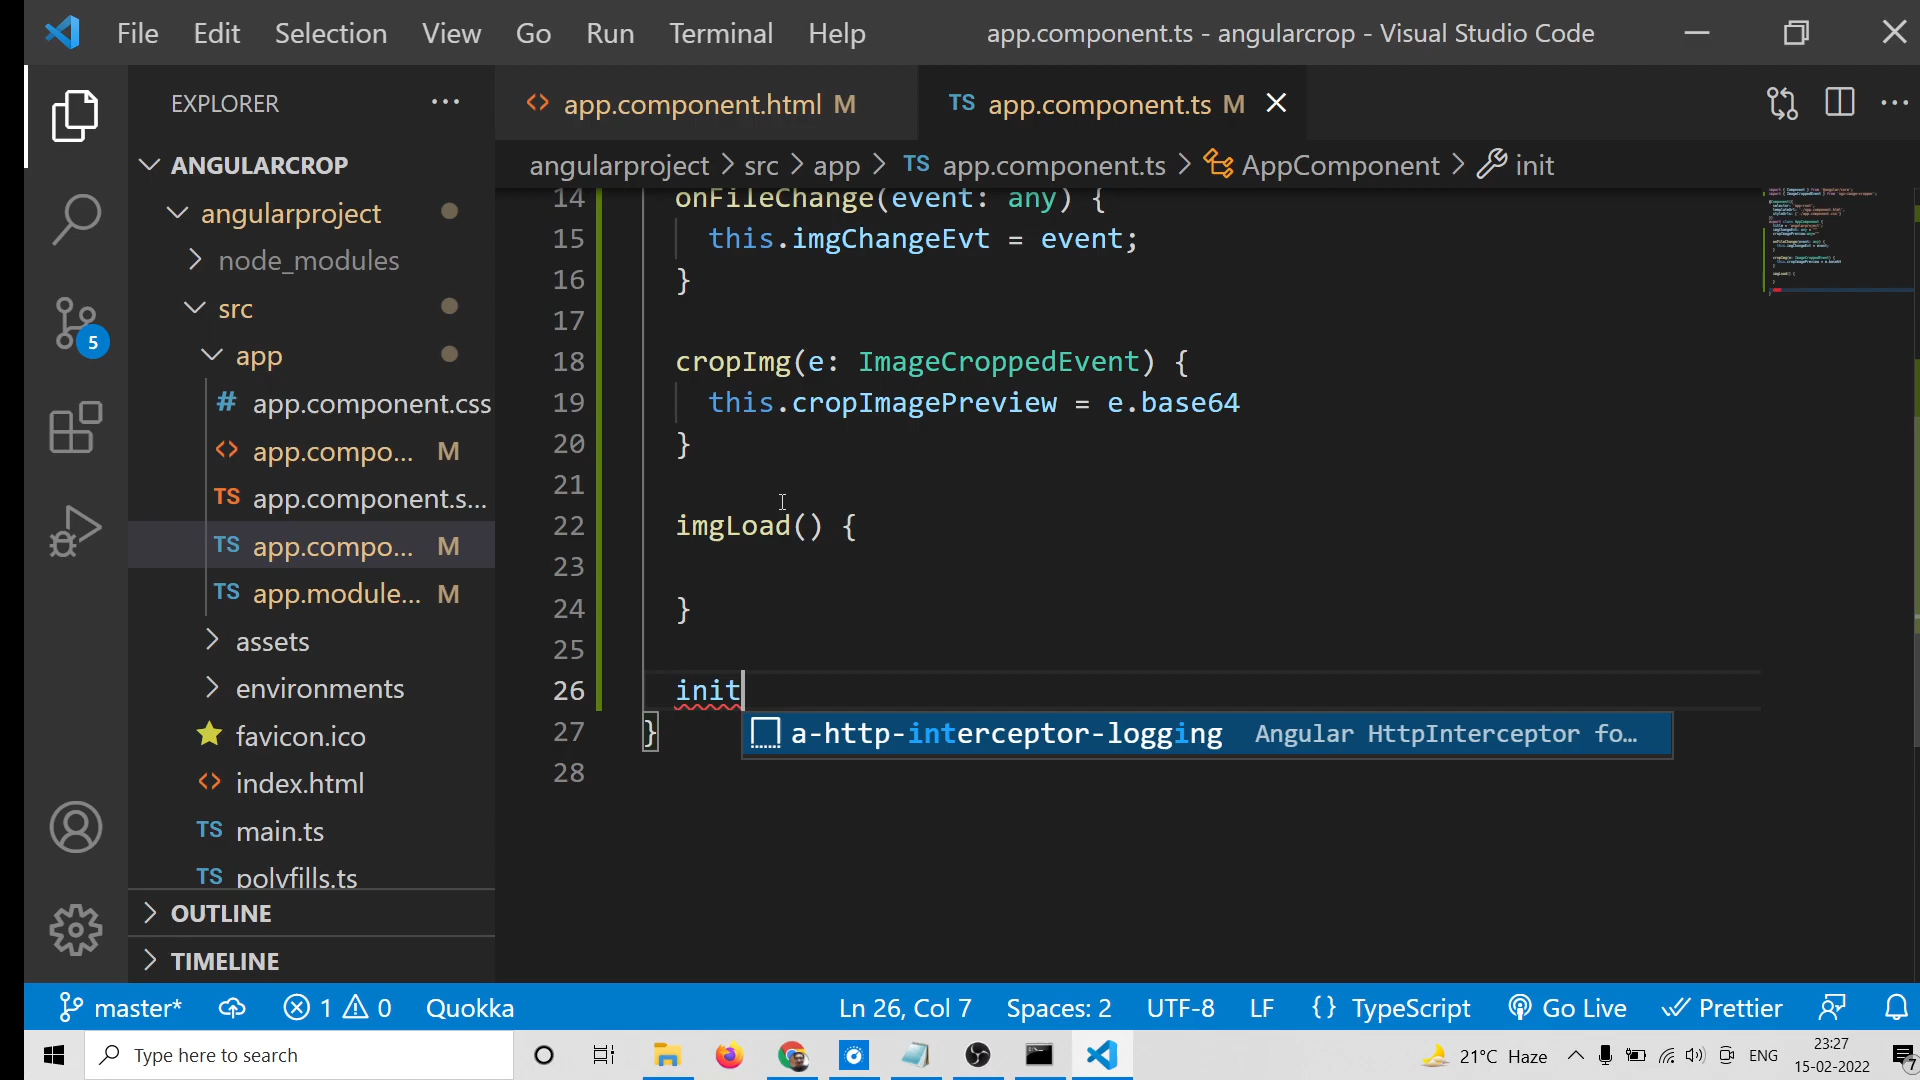 File Edit Selection View Go Run Terminal Help app.component.ts - angularcrop - Visual Studio Code
EXPLORER ...
app.component.html M
TS app.component.ts M
angularproject > src > app > TS app.component.ts > AppComponent > init
ANGULARCROP
angularproject
node_modules
src
app
# app.component.css
<> app.compo... M
TS app.component.s...
TS app.compo... M
TS app.module... M
assets
environments
favicon.ico
<> index.html
TS main.ts
TS polyfills.ts
OUTLINE
TIMELINE
5
14 onFileChange(event: any) {
15 this.imgChangeEvt = event;
16 }
17
18 cropImg(e: ImageCroppedEvent) {
19 this.cropImagePreview = e.base64
20 }
21
22 imgLoad() {
23
24 }
25
26 init
27 }
a-http-interceptor-logging Angular HttpInterceptor fo...
28
master* 1 0 Quokka Ln 26, Col 7 Spaces: 2 UTF-8 LF {} TypeScript Go Live Prettier
Type here to search
21°C Haze ENG 23:27
15-02-2022
7